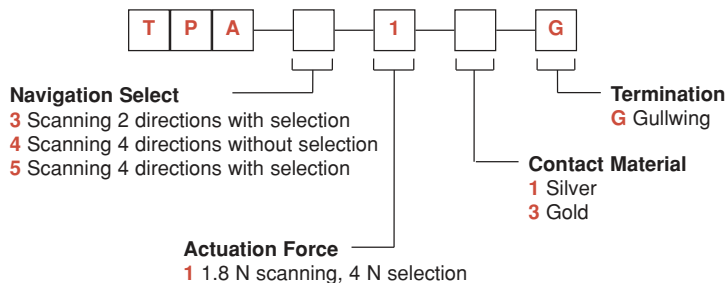 T P A 1 G
Navigation Select
3 Scanning 2 directions with selection
4 Scanning 4 directions without selection
5 Scanning 4 directions with selection
Termination
G Gullwing
Contact Material
1 Silver
3 Gold
Actuation Force
1 1.8 N scanning, 4 N selection